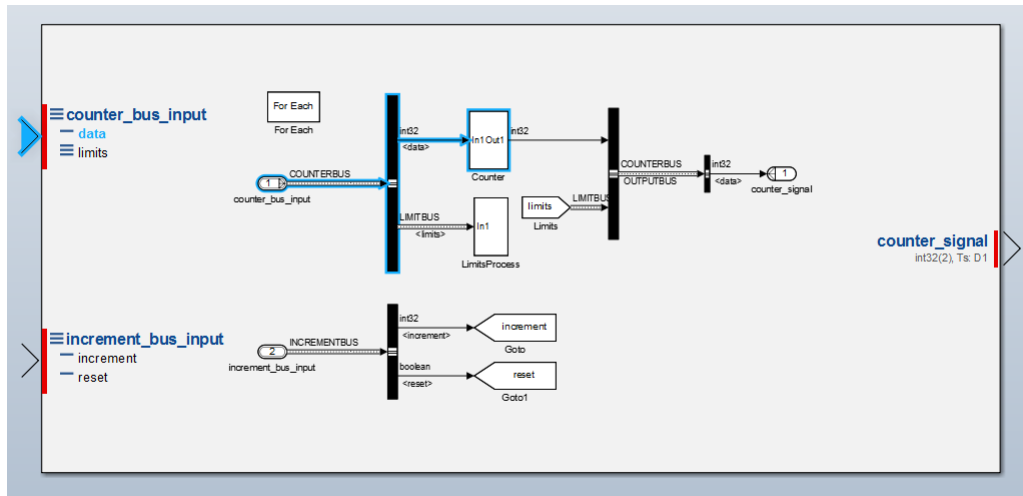 counter_bus_input
data
limits
For Each
For Each
1
COUNTERBUS
counter_bus_input
int32
<data>
In1 Out1
int32
Counter
LIMITBUS
<limits>
In1
LimitsProcess
limits
Limits
LIMITBUS
COUNTERBUS
OUTPUTBUS
int32
<data>
1
counter_signal
counter_signal
int32(2), Ts: D1
increment_bus_input
increment
reset
2
INCREMENTBUS
increment_bus_input
int32
<increment>
increment
Goto
boolean
<reset>
reset
Goto1